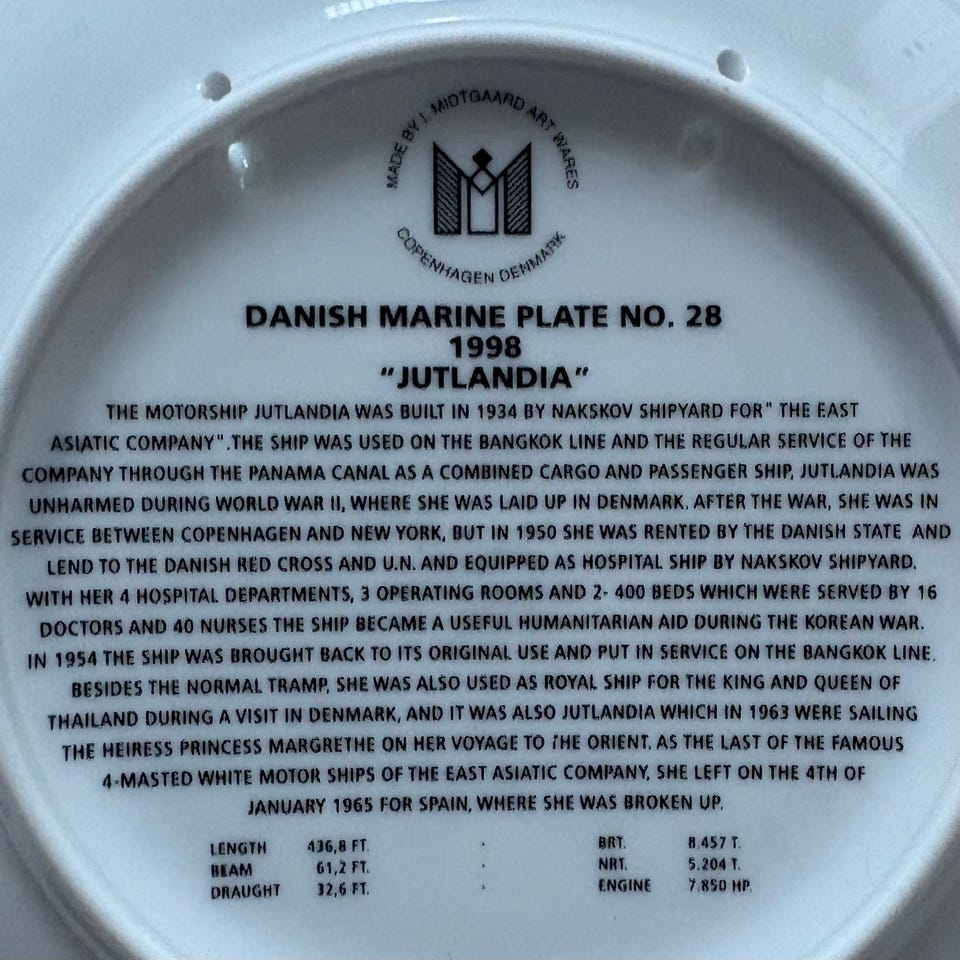 MADE BY I. MIDTGAARD ART WARES
COPENHAGEN DENMARK
DANISH MARINE PLATE NO. 28
1998
"JUTLANDIA"
THE MOTORSHIP JUTLANDIA WAS BUILT IN 1934 BY NAKSKOV SHIPYARD FOR" THE EAST
ASIATIC COMPANY".THE SHIP WAS USED ON THE BANGKOK LINE AND THE REGULAR SERVICE OF THE
COMPANY THROUGH THE PANAMA CANAL AS A COMBINED CARGO AND PASSENGER SHIP, JUTLANDIA WAS
UNHARMED DURING WORLD WAR II, WHERE SHE WAS LAID UP IN DENMARK. AFTER THE WAR, SHE WAS IN
SERVICE BETWEEN COPENHAGEN AND NEW YORK, BUT IN 1950 SHE WAS RENTED BY THE DANISH STATE AND
LEND TO THE DANISH RED CROSS AND U.N. AND EQUIPPED AS HOSPITAL SHIP BY NAKSKOV SHIPYARD.
WITH HER 4 HOSPITAL DEPARTMENTS, 3 OPERATING ROOMS AND 2- 400 BEDS WHICH WERE SERVED BY 16
DOCTORS AND 40 NURSES THE SHIP BECAME A USEFUL HUMANITARIAN AID DURING THE KOREAN WAR.
IN 1954 THE SHIP WAS BROUGHT BACK TO ITS ORIGINAL USE AND PUT IN SERVICE ON THE BANGKOK LINE.
BESIDES THE NORMAL TRAMP, SHE WAS ALSO USED AS ROYAL SHIP FOR THE KING AND QUEEN OF
THAILAND DURING A VISIT IN DENMARK, AND IT WAS ALSO JUTLANDIA WHICH IN 1963 WERE SAILING
THE HEIRESS PRINCESS MARGRETHE ON HER VOYAGE TO THE ORIENT. AS THE LAST OF THE FAMOUS
4-MASTED WHITE MOTOR SHIPS OF THE EAST ASIATIC COMPANY, SHE LEFT ON THE 4TH OF
JANUARY 1965 FOR SPAIN, WHERE SHE WAS BROKEN UP.
LENGTH 436,8 FT. BRT. 8.457 T.
BEAM 61,2 FT. NRT. 5.204 T.
DRAUGHT 32,6 FT. ENGINE 7.850 HP.